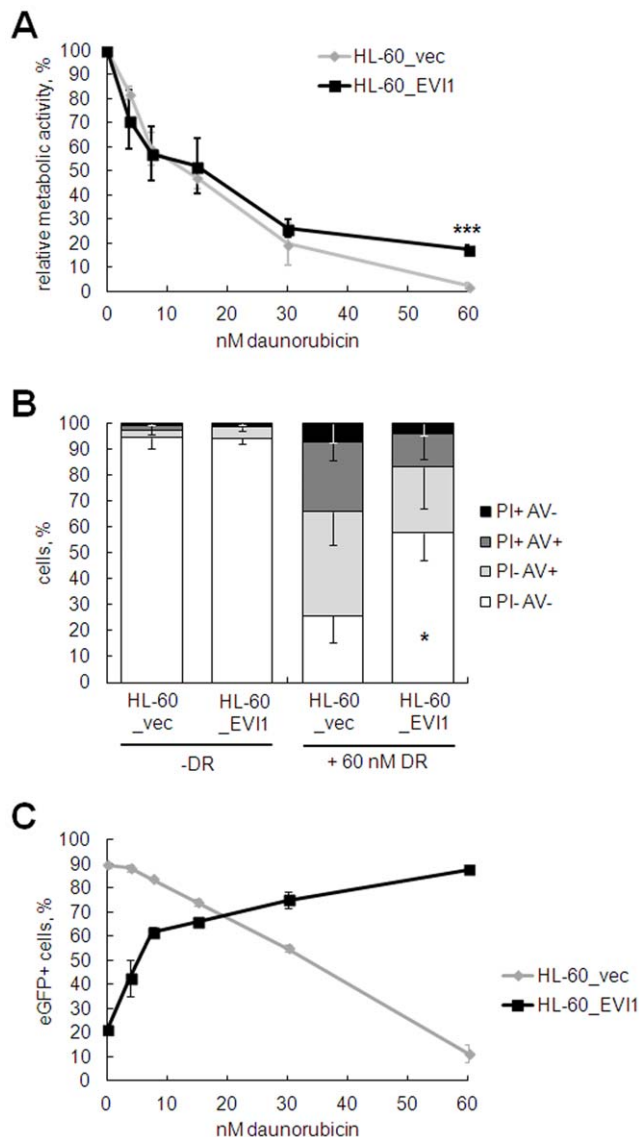 A
relative metabolic activity, %
100
90
80
70
60
50
40
30
20
10
0
HL-60_vec
HL-60_EVI1
***
0 10 20 30 40 50 60
nM daunorubicin
B
cells, %
100
90
80
70
60
50
40
30
20
10
0
*
PI+ AV-
PI+ AV+
PI- AV+
PI- AV-
HL-60 HL-60 HL-60 HL-60
_vec _EVI1 _vec _EVI1
-DR + 60 nM DR
C
eGFP+ cells, %
100
90
80
70
60
50
40
30
20
10
0
HL-60_vec
HL-60_EVI1
0 10 20 30 40 50 60
nM daunorubicin